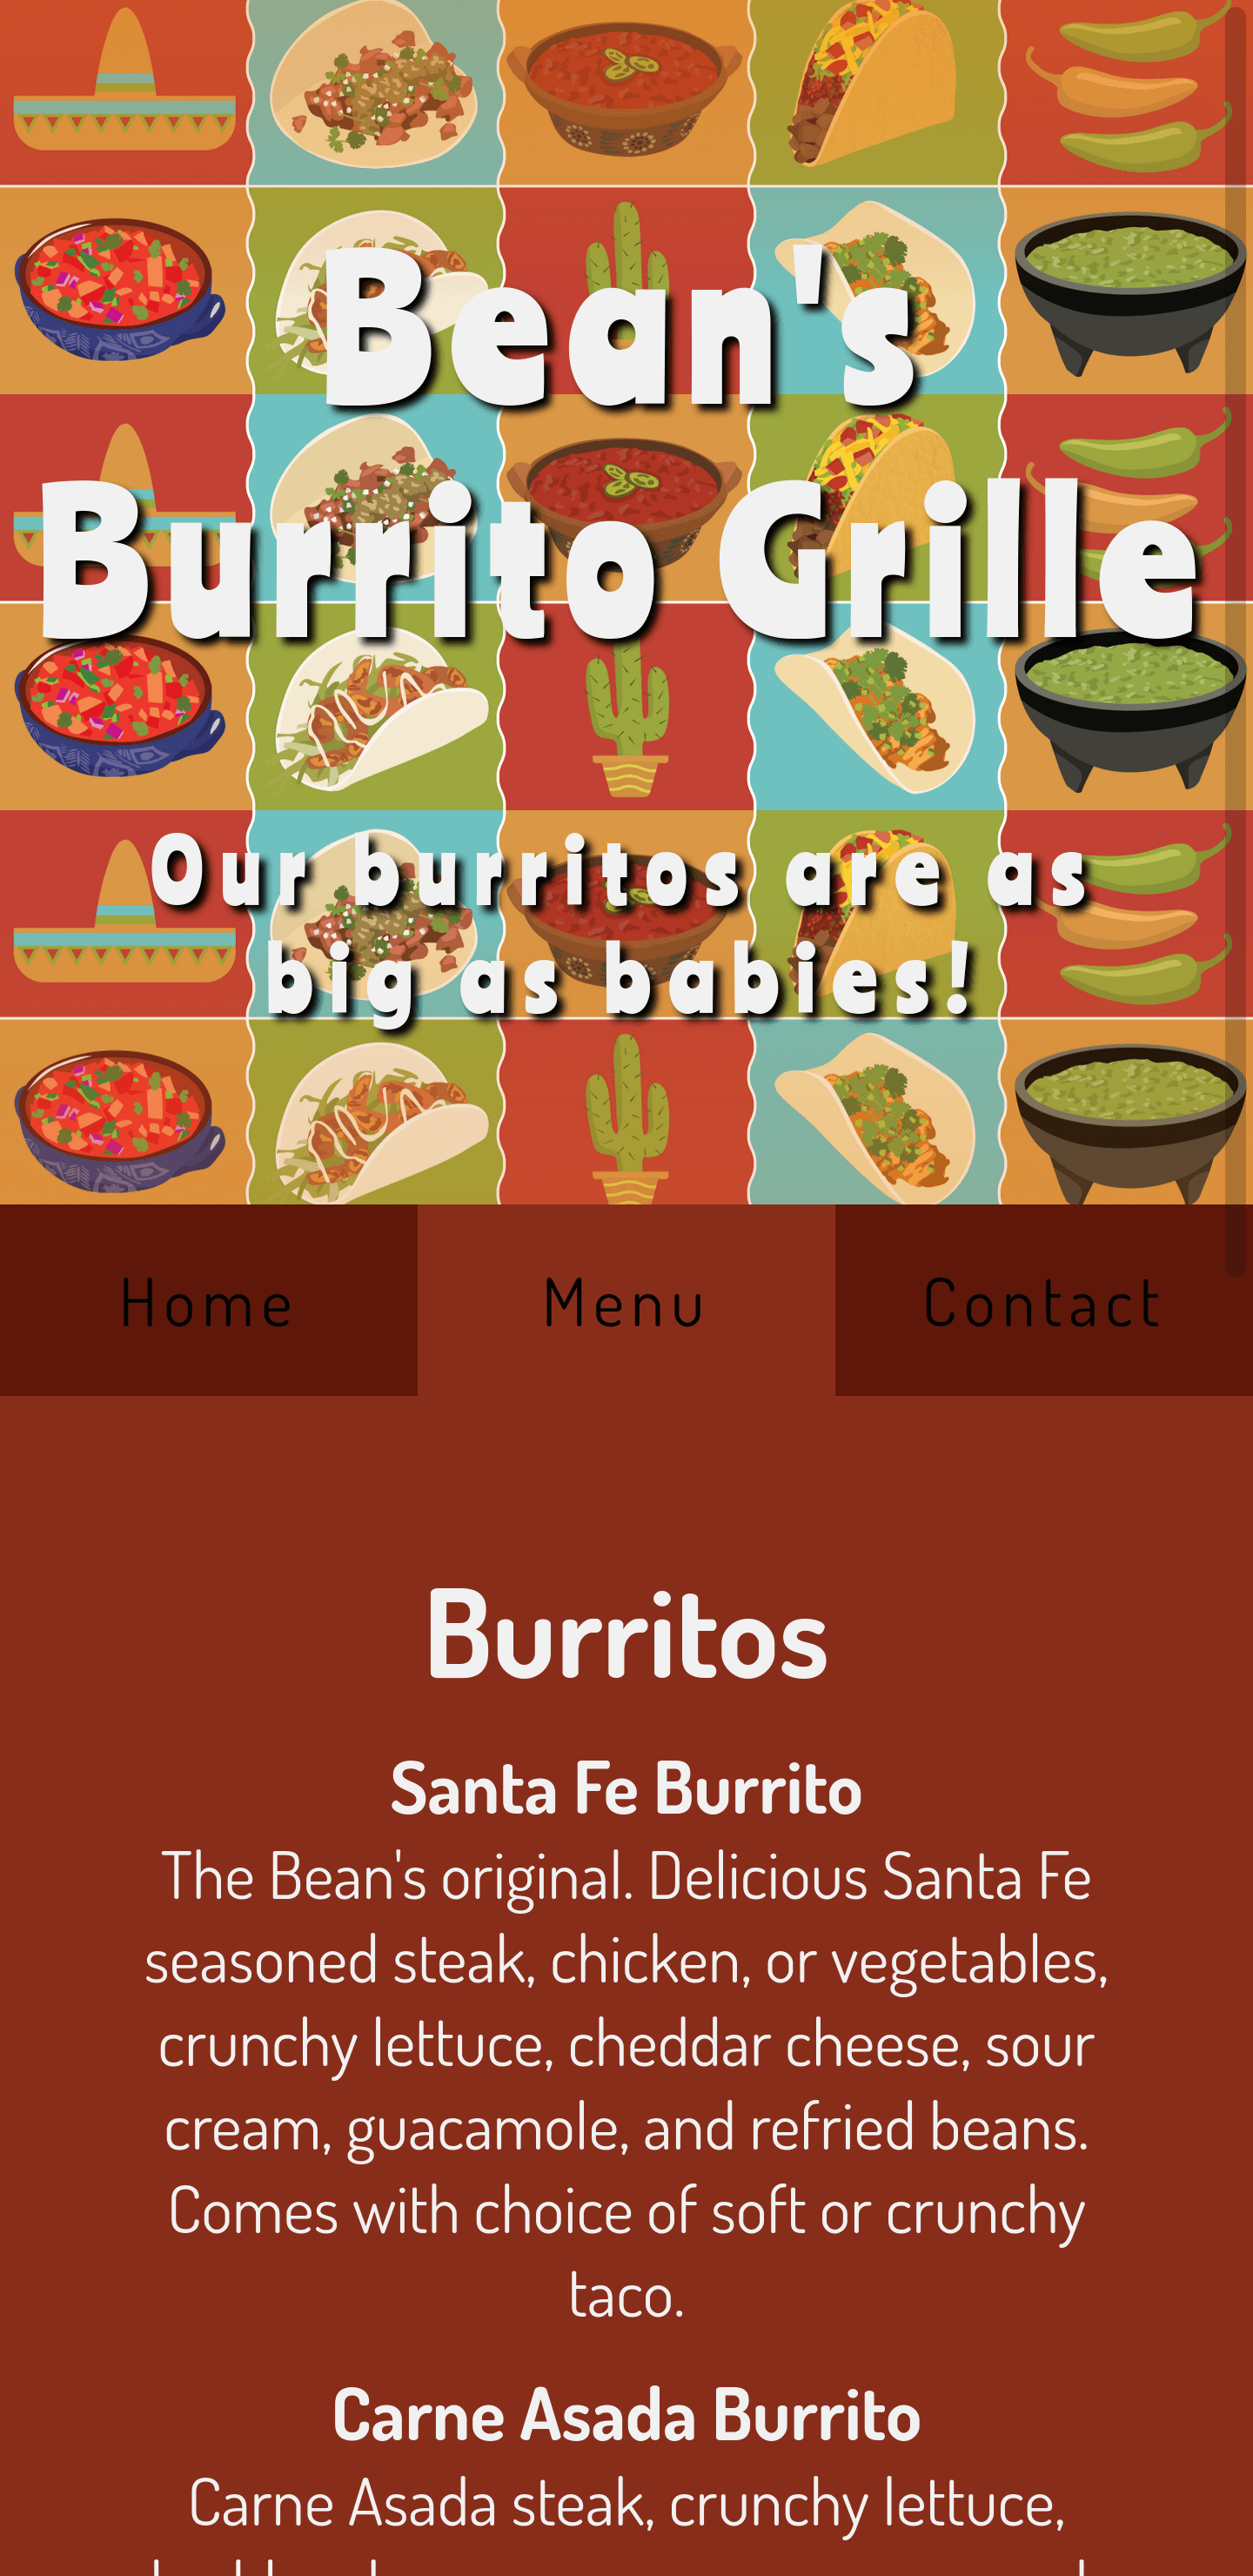 Bean's
Burrito Grille
Our burritos are as
big as babies!
Home Menu Contact
Burritos
Santa Fe Burrito
The Bean's original. Delicious Santa Fe
seasoned steak, chicken, or vegetables,
crunchy lettuce, cheddar cheese, sour
cream, guacamole, and refried beans.
Comes with choice of soft or crunchy
taco.
Carne Asada Burrito
Carne Asada steak, crunchy lettuce,